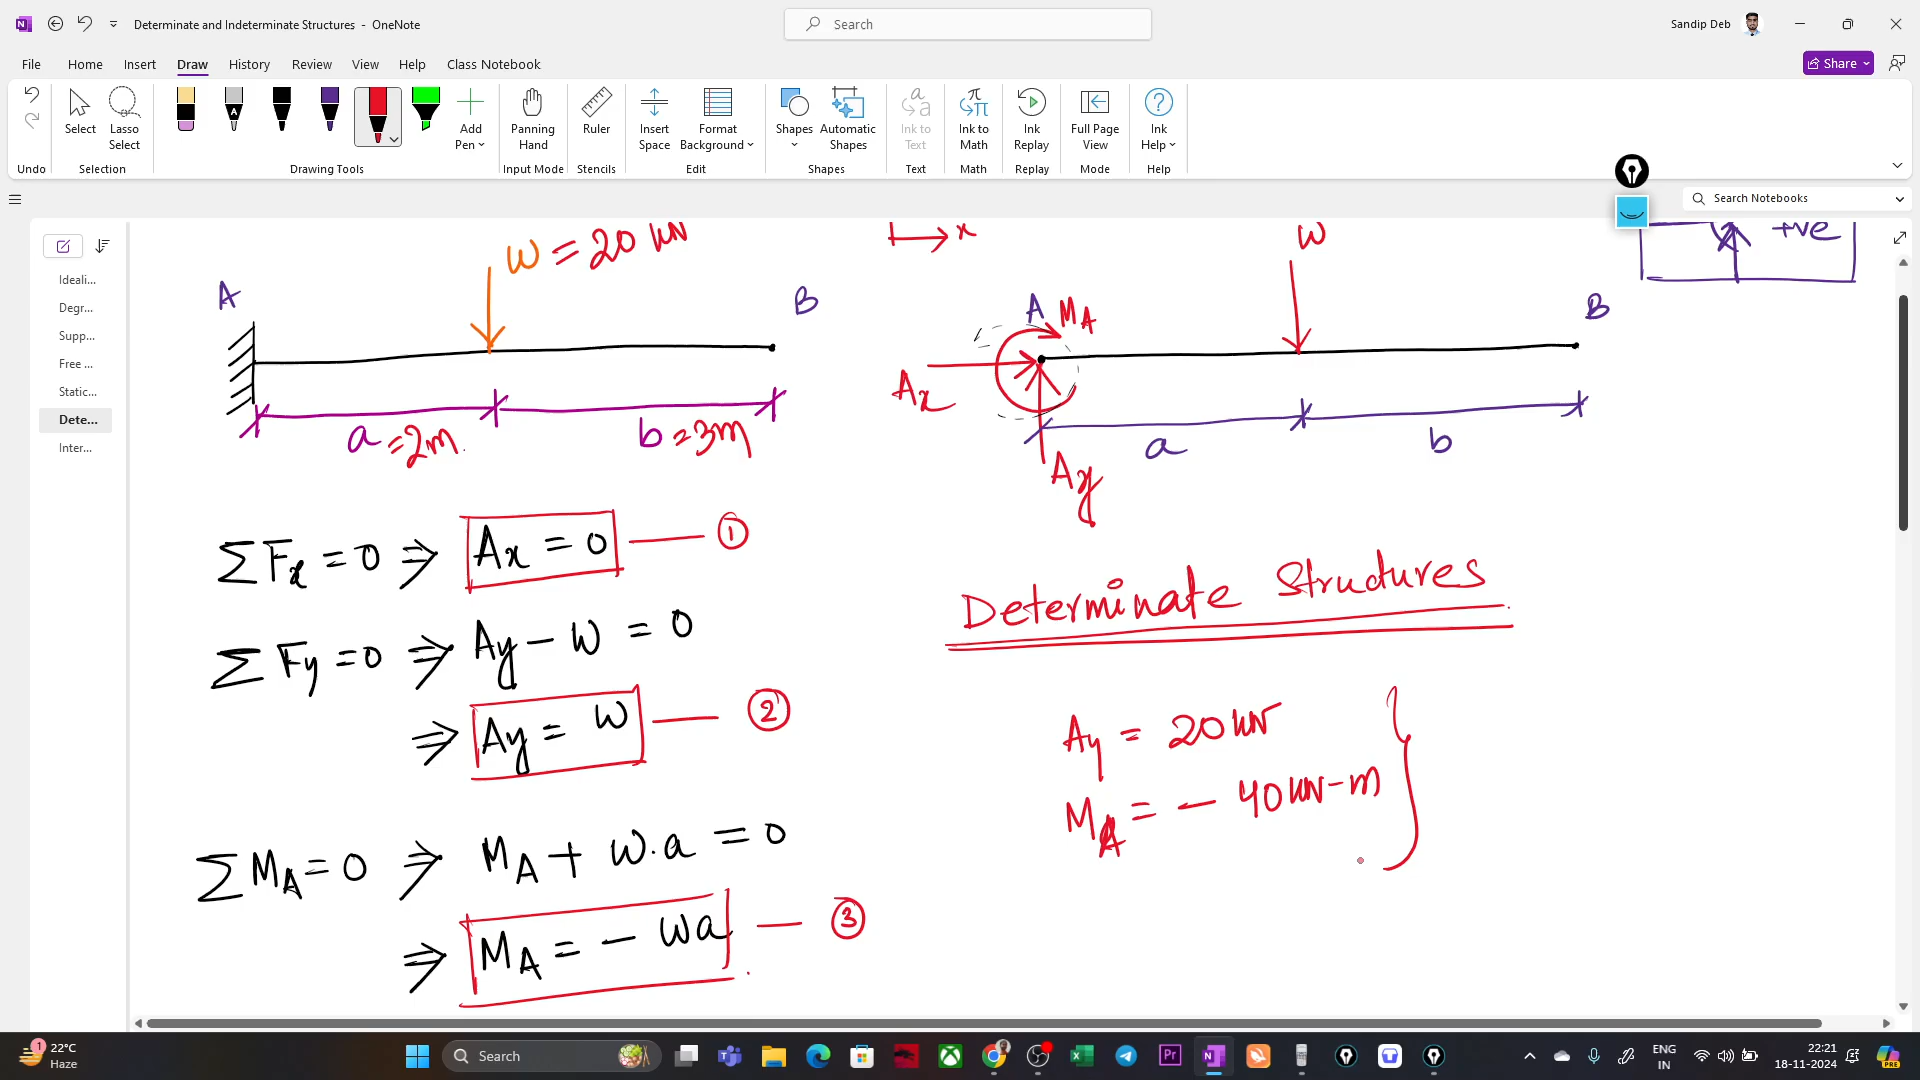 Determinate and Indeterminate Structures - OneNote
Search
Sandip Deb
File Home Insert Draw History Review View Help Class Notebook
Share
Undo
Select
Lasso Select
Selection
Add Pen
Drawing Tools
Panning Hand
Input Mode
Ruler
Stencils
Insert Space
Format Background
Edit
Shapes
Automatic Shapes
Shapes
Ink to Text
Text
Ink to Math
Math
Ink Replay
Replay
Full Page View
Mode
Ink Help
Help
Search Notebooks
Ideali...
Degr...
Supp...
Free ...
Static...
Dete...
Inter...
W = 20 kN
A
B
a = 2m.
b = 3m
x
W
+ve
A
MA
B
Ax
Ay
a
b
ΣFx = 0 ⇒ Ax = 0 — ①
ΣFy = 0 ⇒ Ay - W = 0
⇒ Ay = W — ②
ΣMA = 0 ⇒ MA + W.a = 0
⇒ MA = - Wa — ③
Determinate Structures
Ay = 20 kN
MA = - 40 kN-m
1
22°C
Haze
Search
ENG
IN
22:21
18-11-2024